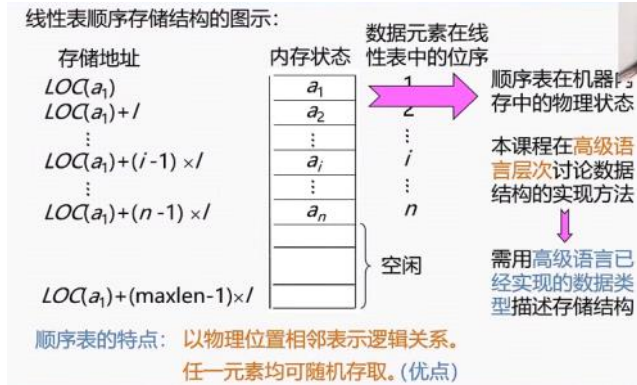 线性表顺序存储结构的图示：
存储地址
内存状态
数据元素在线
性表中的位序
LOC(a₁)
a₁
1
LOC(a₁)+l
a₂
2
⋮
⋮
⋮
LOC(a₁)+(i-1) ×l
aᵢ
i
⋮
⋮
⋮
LOC(a₁)+(n-1) ×l
aₙ
n
空闲
LOC(a₁)+(maxlen-1)×l
顺序表在机器内
存中的物理状态
本课程在高级语
言层次讨论数据
结构的实现方法
需用高级语言已
经实现的数据类
型描述存储结构
顺序表的特点： 以物理位置相邻表示逻辑关系。
任一元素均可随机存取。(优点)